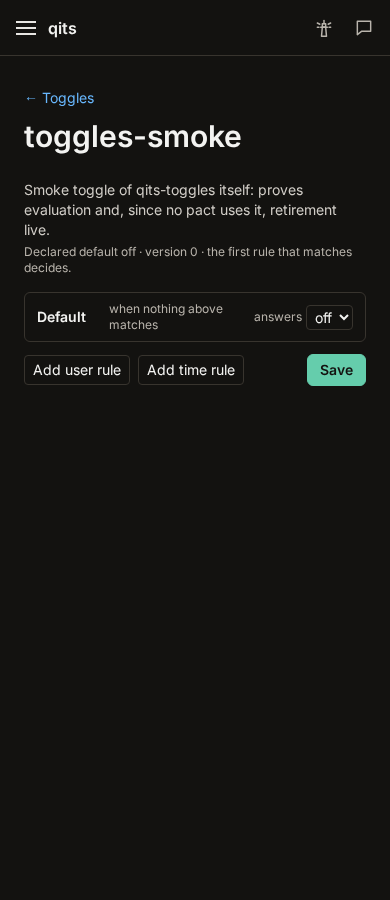 qits
← Toggles
toggles-smoke
Smoke toggle of qits-toggles itself: proves
evaluation and, since no pact uses it, retirement
live.
Declared default off · version 0 · the first rule that matches
decides.
Default when nothing above matches answers off
Add user rule Add time rule Save